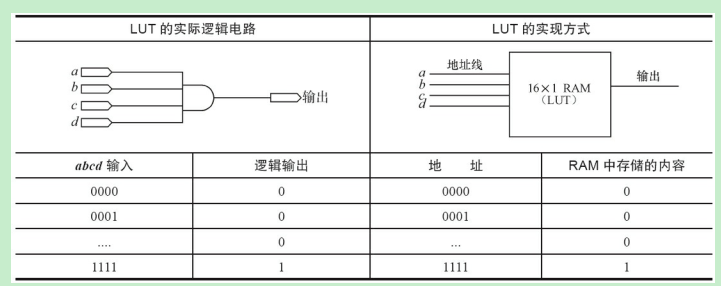 LUT 的实际逻辑电路 LUT 的实现方式
a
b
c
d
输出
地址线
a
b
c
d
16×1 RAM
(LUT)
输出
abcd 输入 逻辑输出 地 址 RAM 中存储的内容
0000 0 0000 0
0001 0 0001 0
.... 0 ... 0
1111 1 1111 1